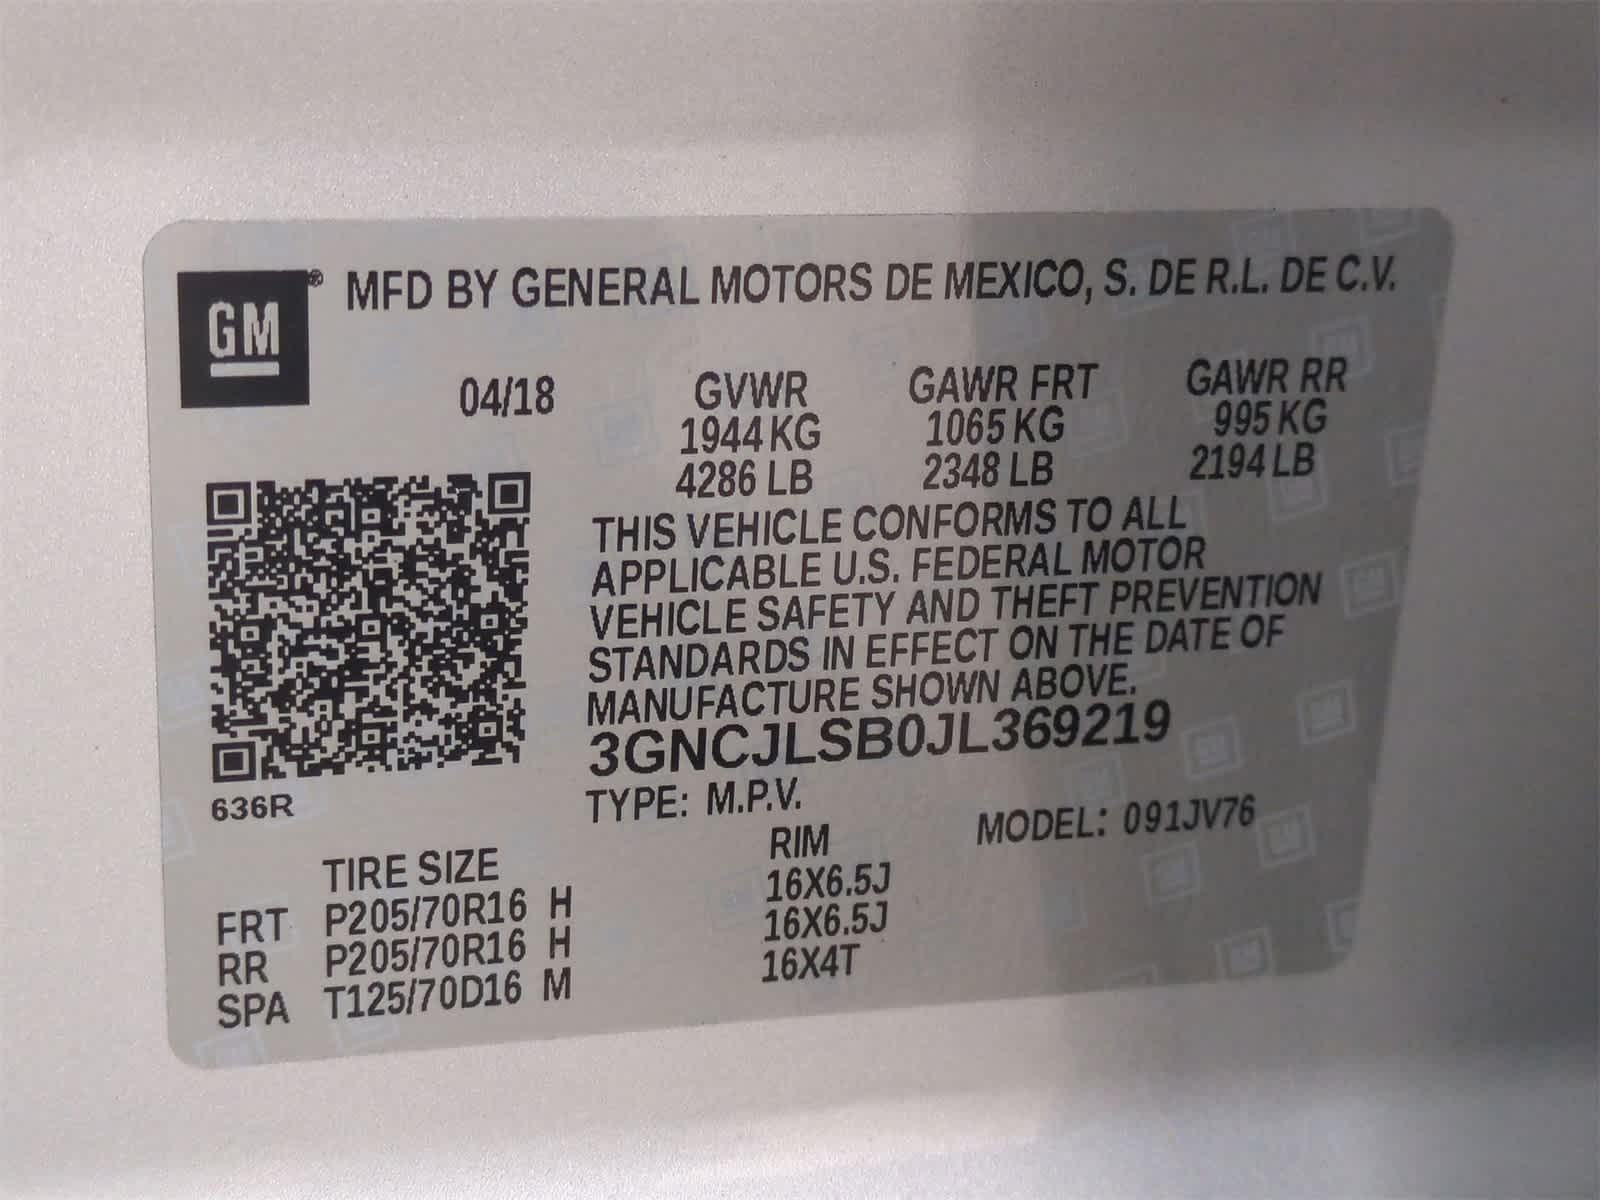 GM® MFD BY GENERAL MOTORS DE MEXICO, S. DE R.L. DE C.V.
04/18 GVWR GAWR FRT GAWR RR
1944 KG 1065 KG 995 KG
4286 LB 2348 LB 2194 LB
THIS VEHICLE CONFORMS TO ALL
APPLICABLE U.S. FEDERAL MOTOR
VEHICLE SAFETY AND THEFT PREVENTION
STANDARDS IN EFFECT ON THE DATE OF
MANUFACTURE SHOWN ABOVE.
3GNCJLSB0JL369219
636R
TYPE: M.P.V. MODEL: 091JV76
TIRE SIZE RIM
FRT P205/70R16 H 16X6.5J
RR P205/70R16 H 16X6.5J
SPA T125/70D16 M 16X4T